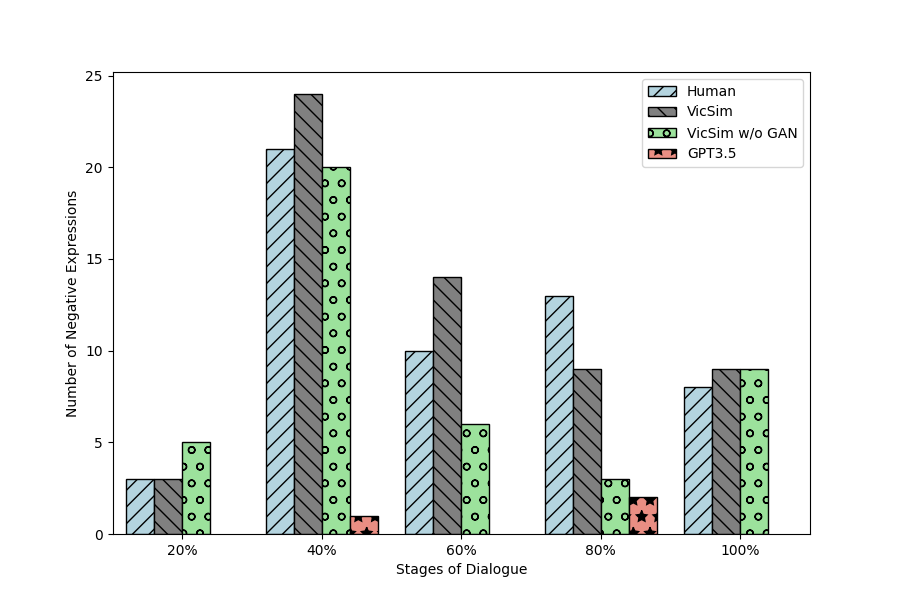 25
20
15
10
5
0
Number of Negative Expressions
Human
VicSim
VicSim w/o GAN
GPT3.5
20%
40%
60%
80%
100%
Stages of Dialogue